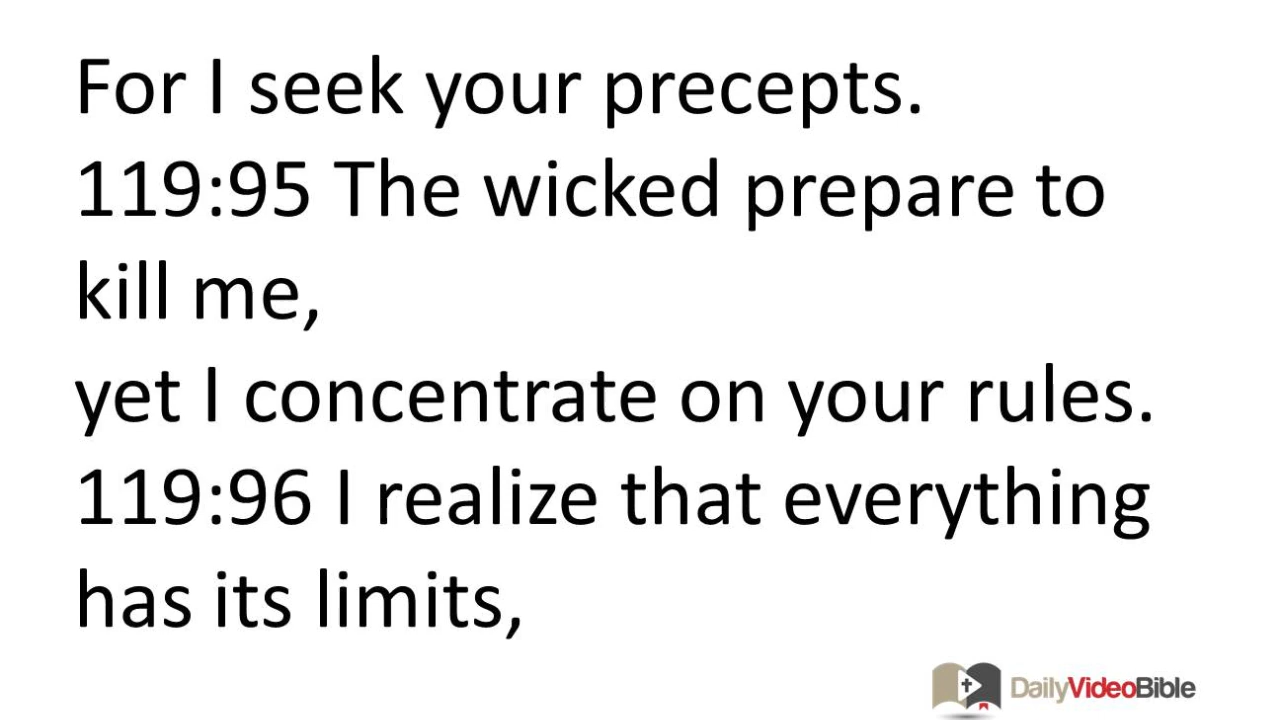 For I seek your precepts.
119:95 The wicked prepare to
kill me,
yet I concentrate on your rules.
119:96 I realize that everything
has its limits,
DailyVideoBible